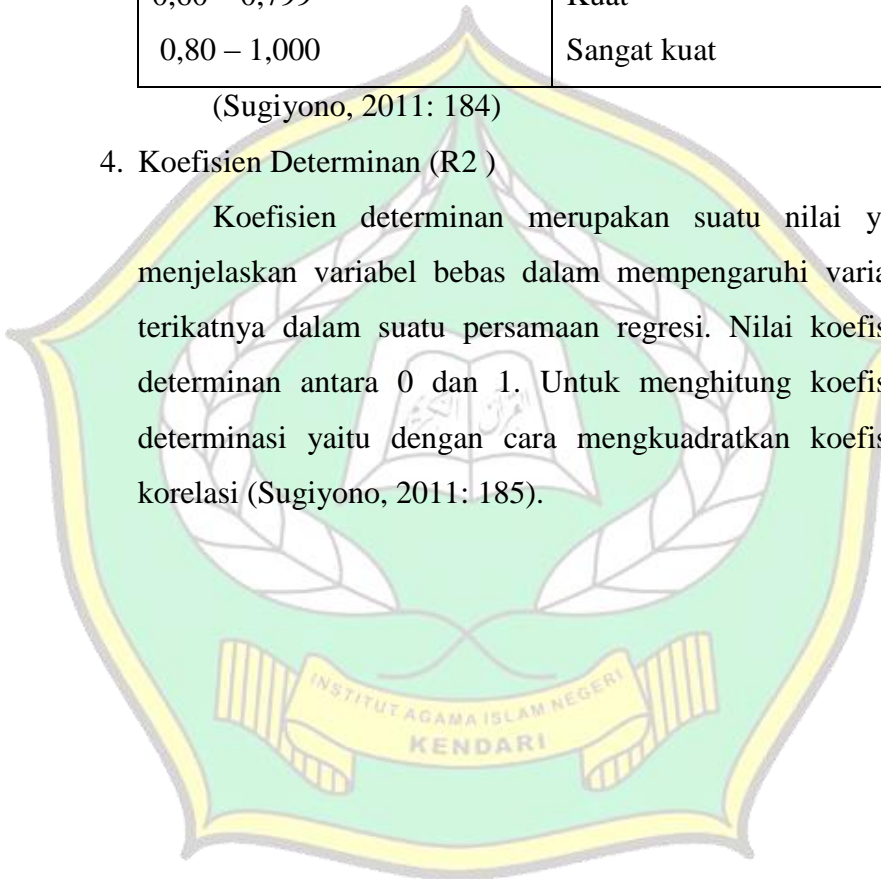 0,60 – 0,799 Kuat
0,80 – 1,000 Sangat kuat
(Sugiyono, 2011: 184)
4. Koefisien Determinan (R2 )
Koefisien determinan merupakan suatu nilai y
menjelaskan variabel bebas dalam mempengaruhi varia
terikatnya dalam suatu persamaan regresi. Nilai koefis
determinan antara 0 dan 1. Untuk menghitung koefis
determinasi yaitu dengan cara mengkuadratkan koefis
korelasi (Sugiyono, 2011: 185).
INSTITUT AGAMA ISLAM NEGERI
KENDARI